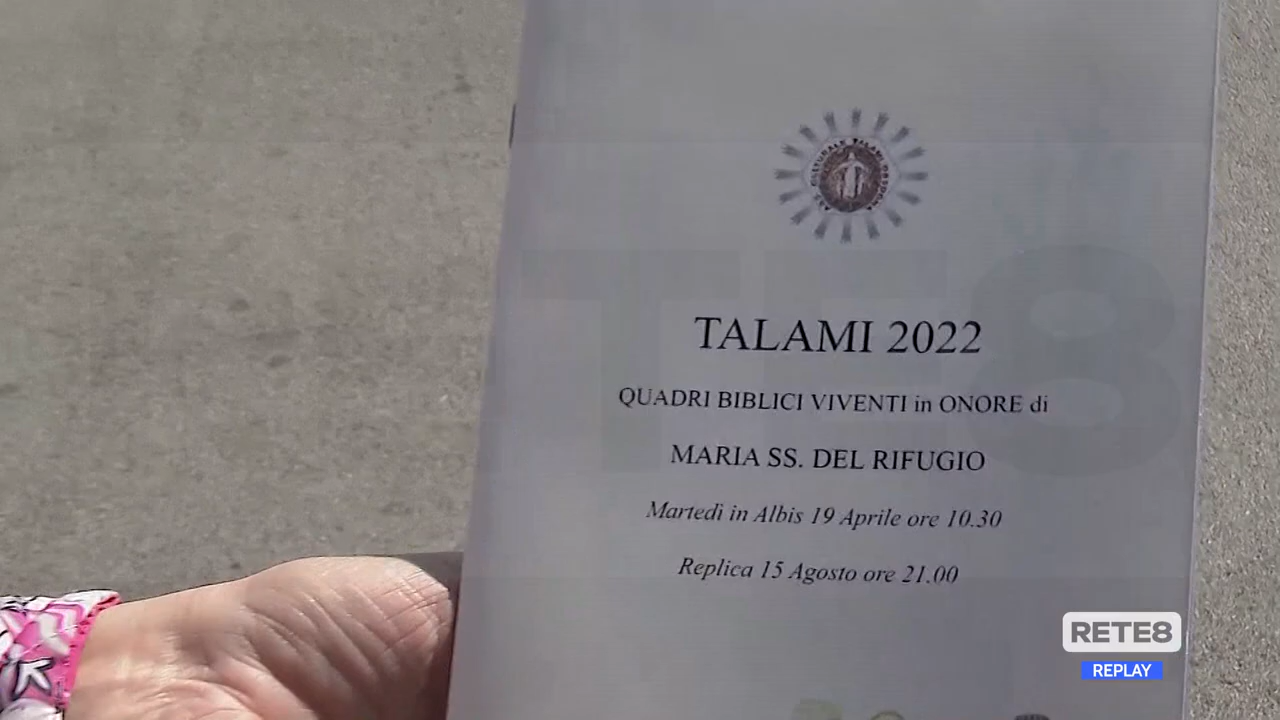 TALAMI 2022
QUADRI BIBLICI VIVENTI in ONORE di
MARIA SS. DEL RIFUGIO
Martedì in Albis 19 Aprile ore 10.30
Replica 15 Agosto ore 21.00
RETE8
REPLAY